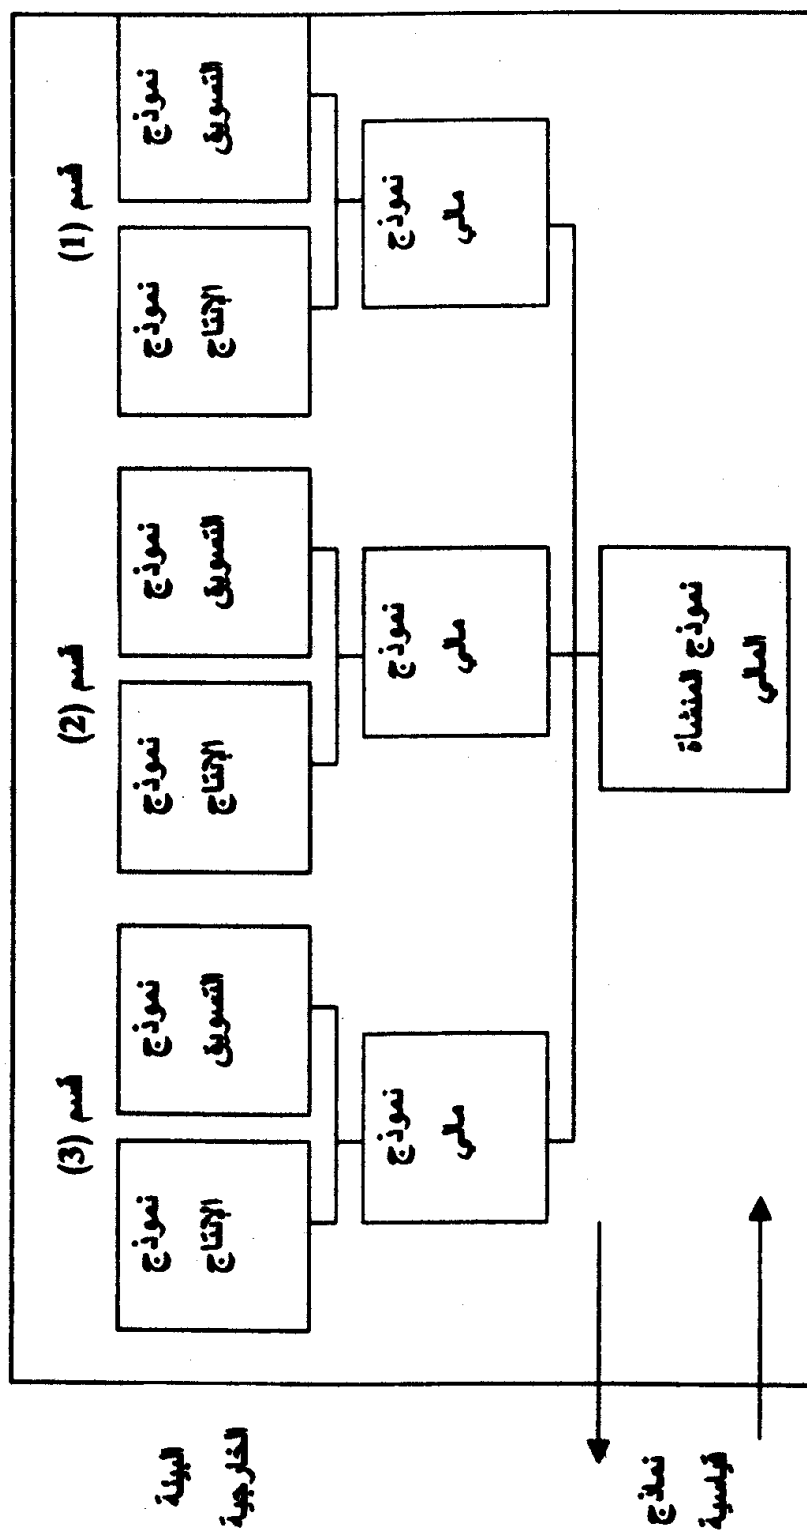 قسم (1)
نموذج
التسويق
نموذج
الإنتاج
نموذج
مالي
قسم (2)
نموذج
التسويق
نموذج
الإنتاج
نموذج
مالي
قسم (3)
نموذج
التسويق
نموذج
الإنتاج
نموذج
مالي
نموذج المنشأة
المالي
البيئة
الخارجية
نماذج
قياسية